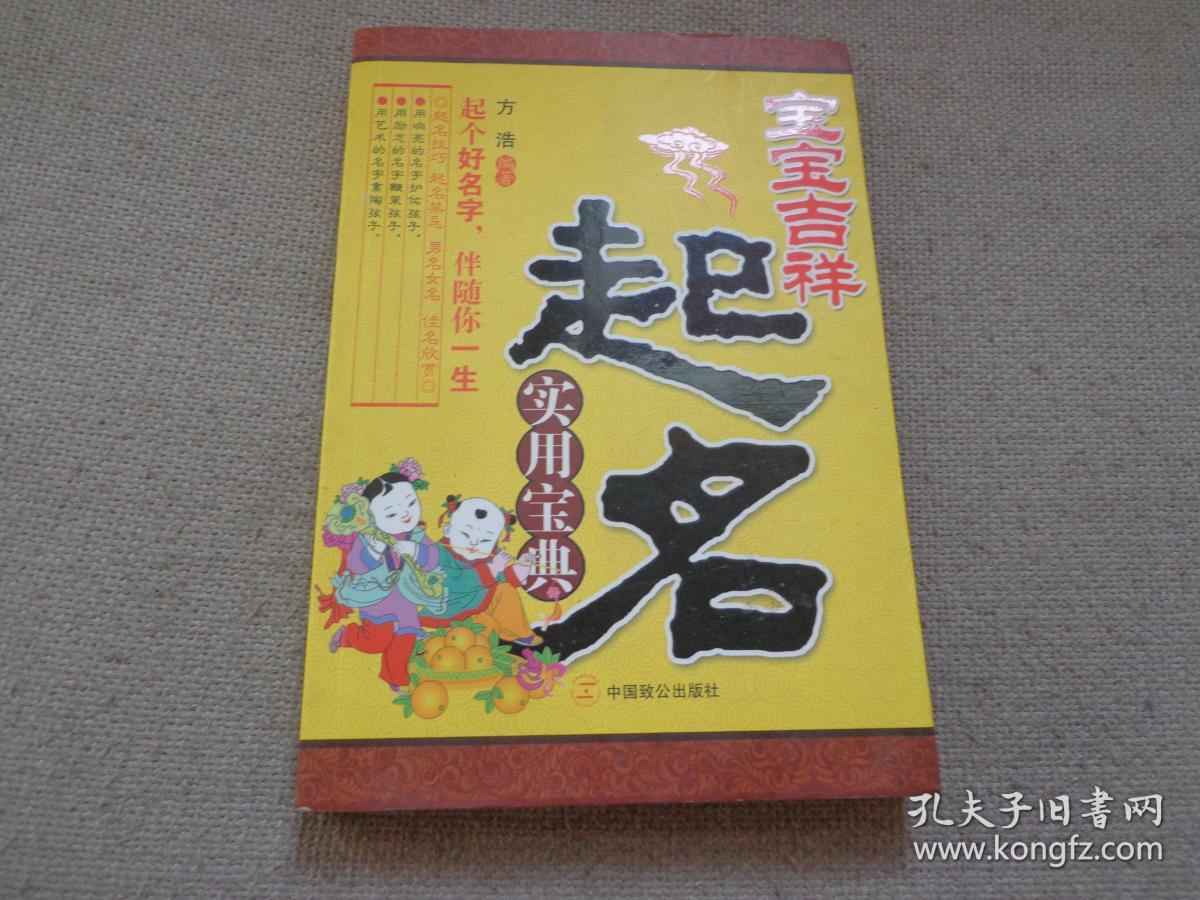 宝宝吉祥
起名
实用宝典
方浩编著
起个好名字，伴随你一生
◎起名技巧 起名禁忌 男名女名 佳名欣赏◎
●用响亮的名字护佑孩子，
●用励志的名字鞭策孩子，
●用艺术的名字熏陶孩子。
中国致公出版社
孔夫子旧书网
www.kongfz.com